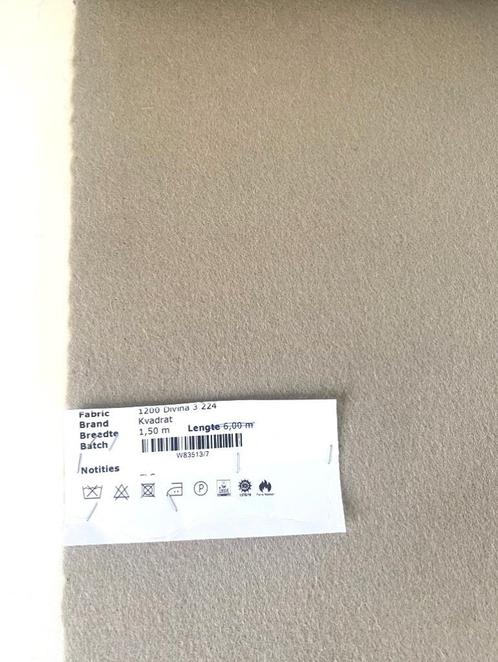 Fabric 1200 Divina 3 224
Brand Kvadrat
Breedte 1,50 m Lengte 6,00 m
Batch
W83513/7
Notities
P